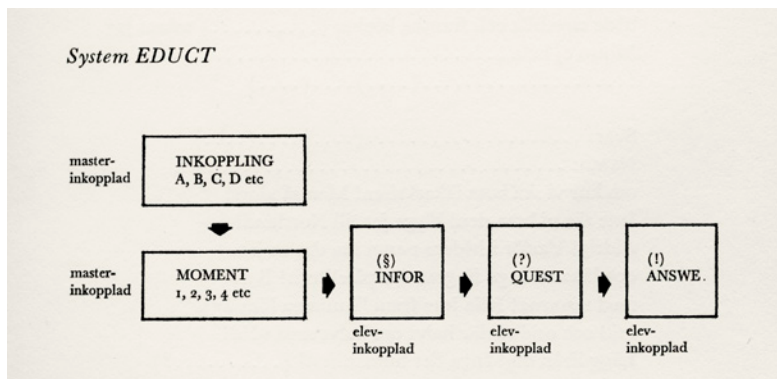 System EDUCT
master-
inkopplad
INKOPPLING
A, B, C, D etc
master-
inkopplad
MOMENT
1, 2, 3, 4 etc
(§)
INFOR
(?)
QUEST
(!)
ANSWE.
elev-
inkopplad
elev-
inkopplad
elev-
inkopplad